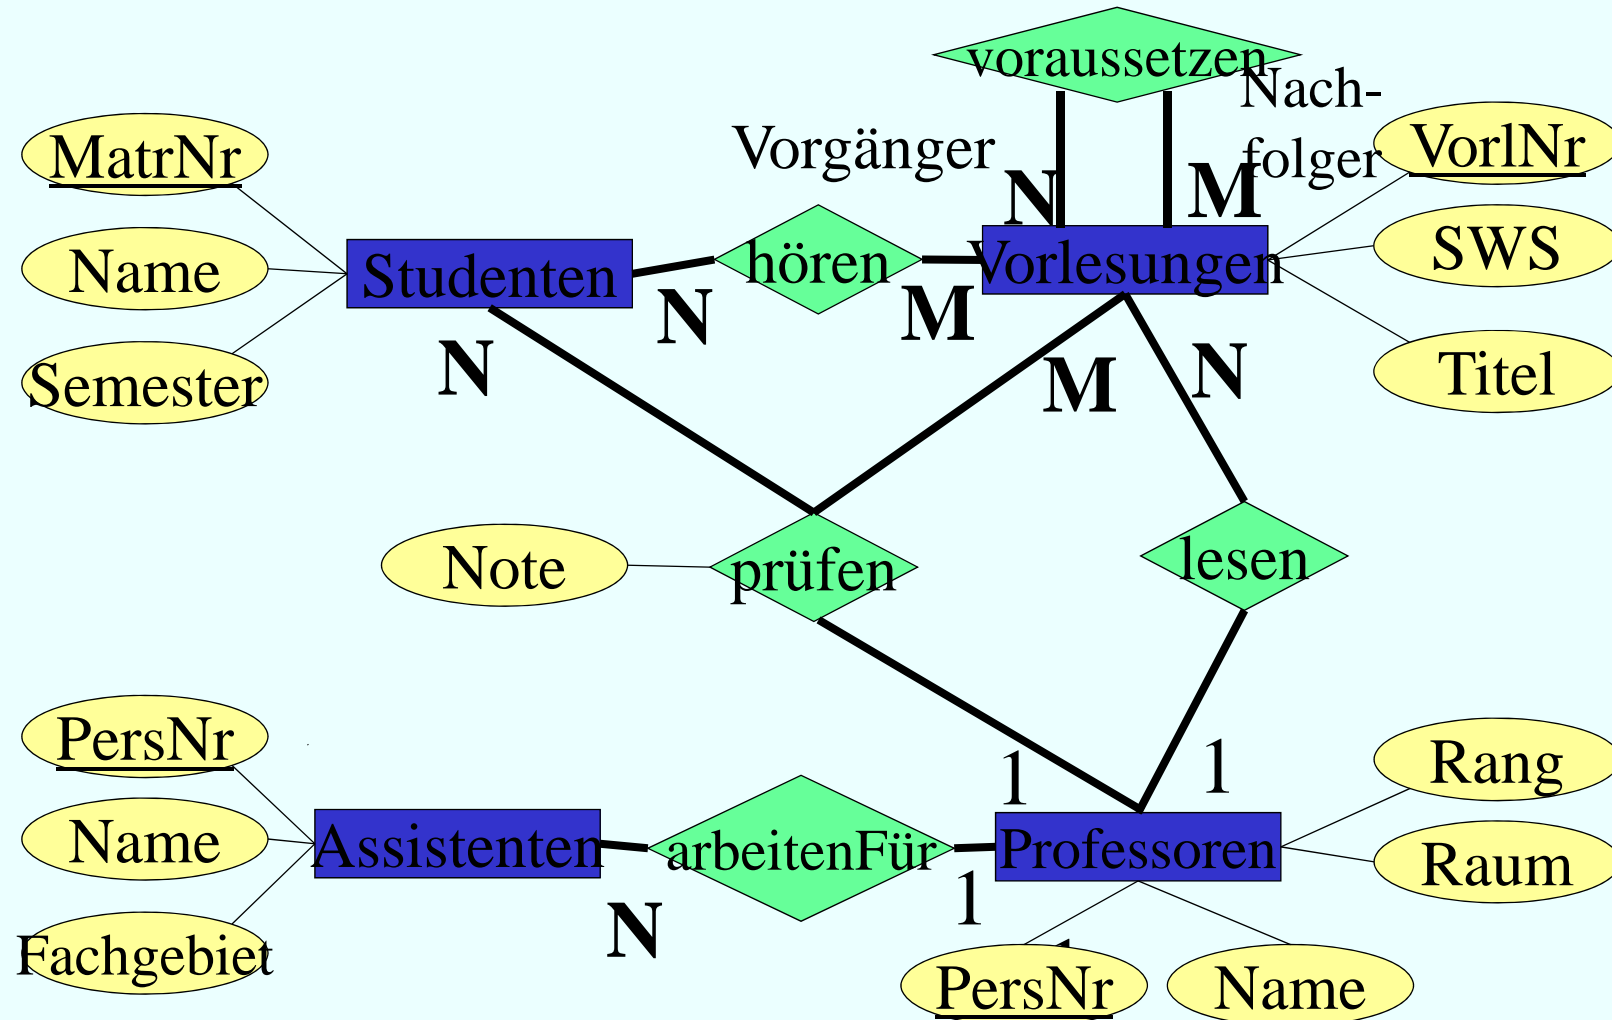 voraussetzen
Nach-
folger
Vorgänger
MatrNr
VorlNr
N
M
Name
Studenten
hören
Vorlesungen
SWS
N
M
Semester
N
M
N
Titel
Note
prüfen
lesen
PersNr
1
1
Rang
Name
Assistenten
arbeitenFür
Professoren
Raum
N
1
Fachgebiet
PersNr
Name